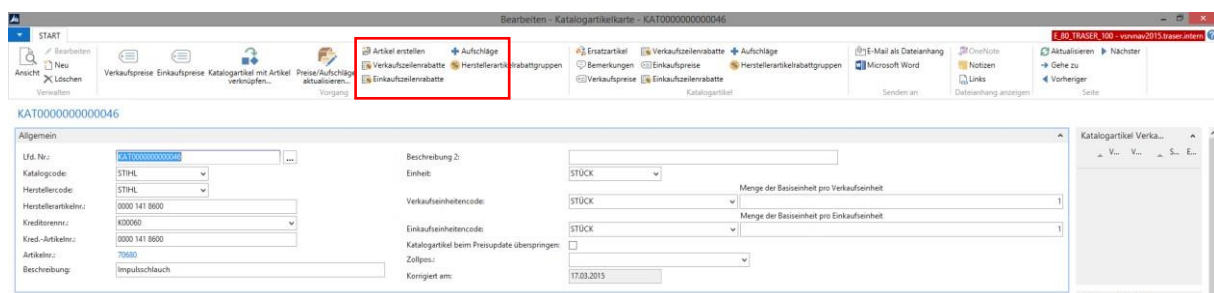 Bearbeiten - Katalogartikelkarte - KAT0000000000046
START
E_80_TRASER_100 - vsrvnav2015.traser.intern
Ansicht
Bearbeiten
Neu
Löschen
Verwalten
Verkaufspreise
Einkaufspreise
Katalogartikel mit Artikel verknüpfen...
Preise/Aufschläge aktualisieren...
Artikel erstellen
Verkaufszeilenrabatte
Einkaufszeilenrabatte
Aufschläge
Herstellerartikelrabattgruppen
Vorgang
Ersatzartikel
Bemerkungen
Verkaufspreise
Verkaufszeilenrabatte
Einkaufspreise
Einkaufszeilenrabatte
Aufschläge
Herstellerartikelrabattgruppen
Katalogartikel
E-Mail als Dateianhang
Microsoft Word
Senden an
OneNote
Notizen
Links
Dateianhang anzeigen
Aktualisieren
Gehe zu
Vorheriger
Nächster
Seite
KAT0000000000046
Allgemein
Lfd. Nr.: KAT0000000000046 ...
Katalogcode: STIHL
Herstellercode: STIHL
Herstellerartikelnr.: 0000 141 8600
Kreditorennr.: K00060
Kred.-Artikelnr.: 0000 141 8600
Artikelnr.: 70680
Beschreibung: Impulsschlauch
Beschreibung 2:
Einheit: STÜCK
Menge der Basiseinheit pro Verkaufseinheit
Verkaufseinheitencode: STÜCK 1
Menge der Basiseinheit pro Einkaufseinheit
Einkaufseinheitencode: STÜCK 1
Katalogartikel beim Preisupdate überspringen:
Zollpos.:
Korrigiert am: 17.03.2015
Katalogartikel Verka...
V... V... S... E...